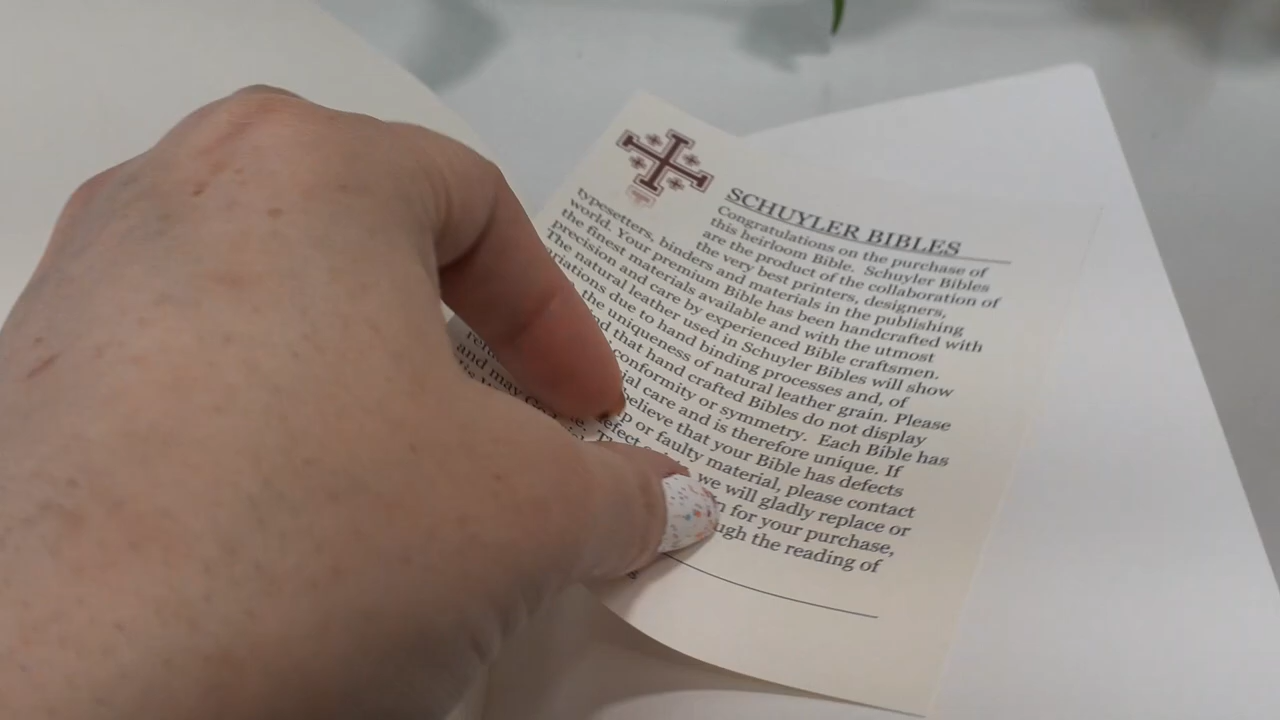 SCHUYLER BIBLES
Congratulations on the purchase of
this heirloom Bible. Schuyler Bibles
are the product of the collaboration of
the very best printers, designers,
typesetters, binders and materials in the publishing
world. Your premium Bible has been handcrafted with
the finest materials available and with the utmost
precision and care by experienced Bible craftsmen.
The natural leather used in Schuyler Bibles will show
due to hand binding processes and, of
the uniqueness of natural leather grain. Please
that hand crafted Bibles do not display
conformity or symmetry. Each Bible has
care and is therefore unique. If
believe that your Bible has defects
or faulty material, please contact
we will gladly replace or
for your purchase,
and may the reading of